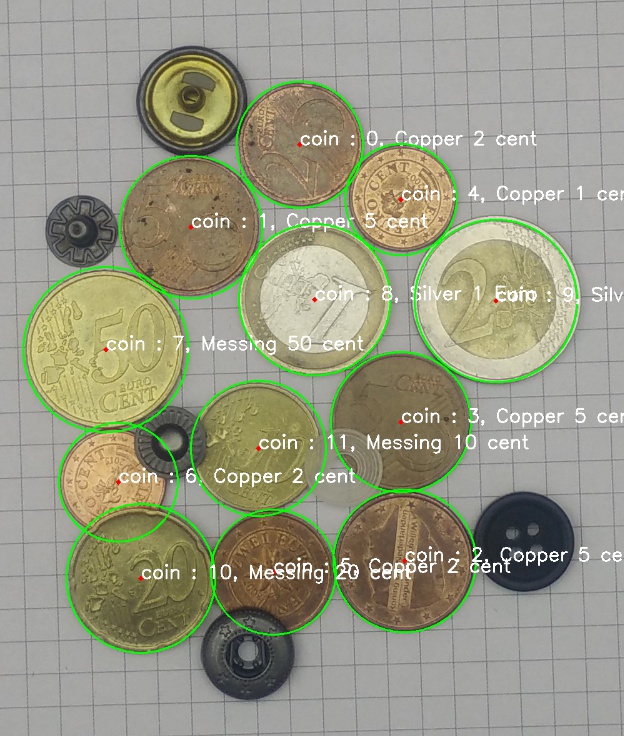 coin : 0, Copper 2 cent
coin : 4, Copper 1 cen
coin : 1, Copper 5 cent
coin : 8, Silver 1 Euro
coin : 9, Silv
coin : 7, Messing 50 cent
coin : 3, Copper 5 cen
coin : 11, Messing 10 cent
coin : 6, Copper 2 cent
coin : 2, Copper 5 ce
coin : 5, Copper 2 cent
coin : 10, Messing 20 cent
2
CENT
2
50
EURO
CENT
20
CENT